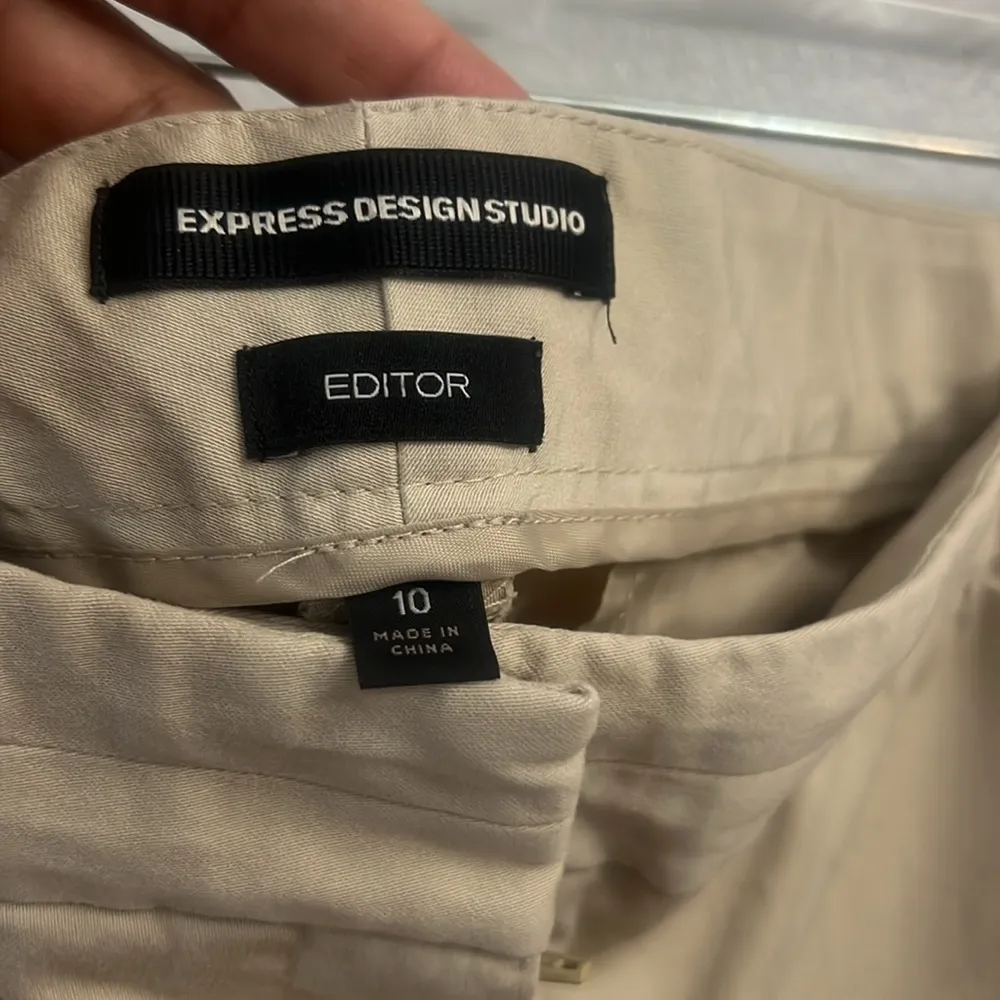 EXPRESS DESIGN STUDIO
EDITOR
10
MADE IN
CHINA